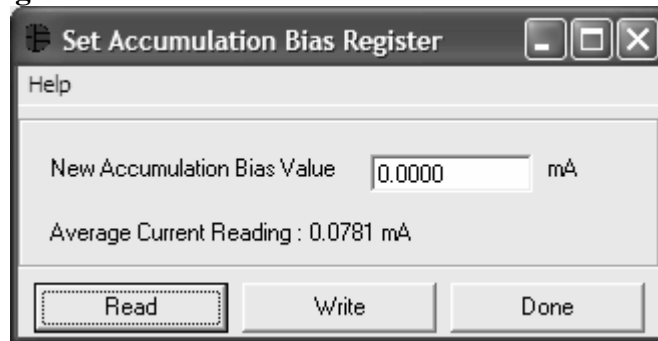 Set Accumulation Bias Register
Help
New Accumulation Bias Value 0.0000 mA
Average Current Reading : 0.0781 mA
Read Write Done